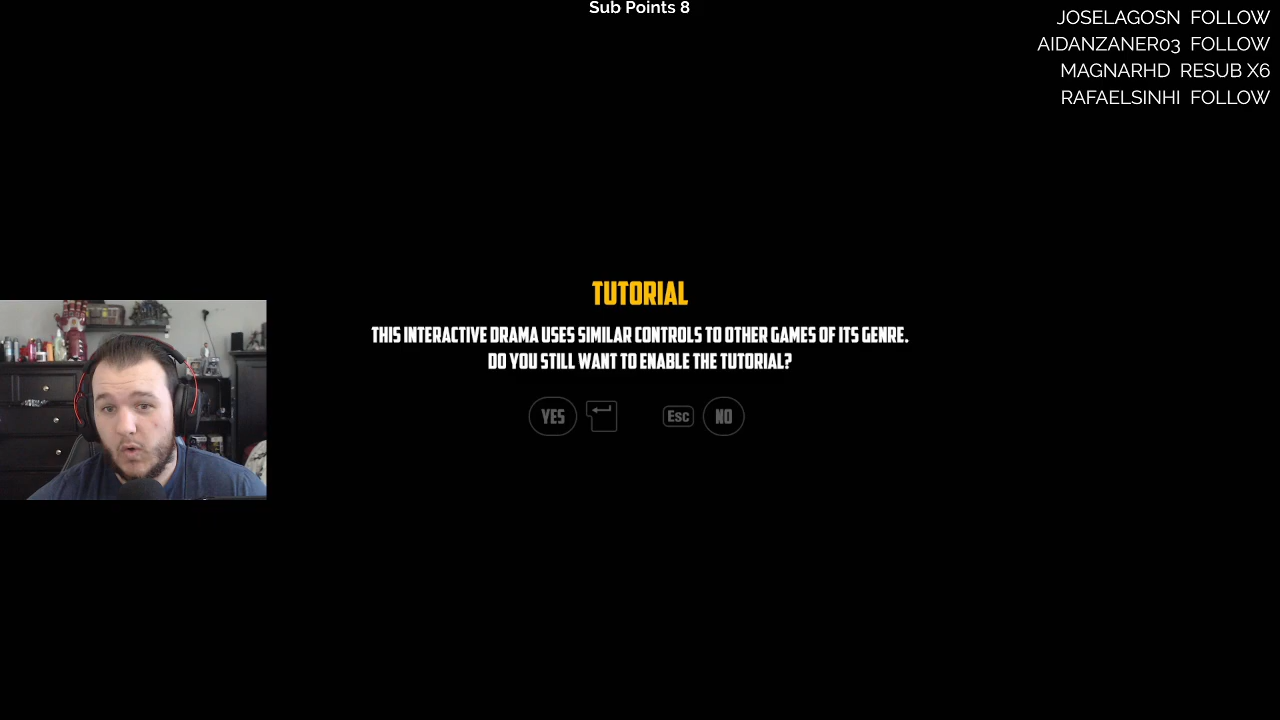 Sub Points 8
JOSELAGOSN FOLLOW
AIDANZANER03 FOLLOW
MAGNARHD RESUB X6
RAFAELSINHI FOLLOW
TUTORIAL
THIS INTERACTIVE DRAMA USES SIMILAR CONTROLS TO OTHER GAMES OF ITS GENRE.
DO YOU STILL WANT TO ENABLE THE TUTORIAL?
YES Esc NO